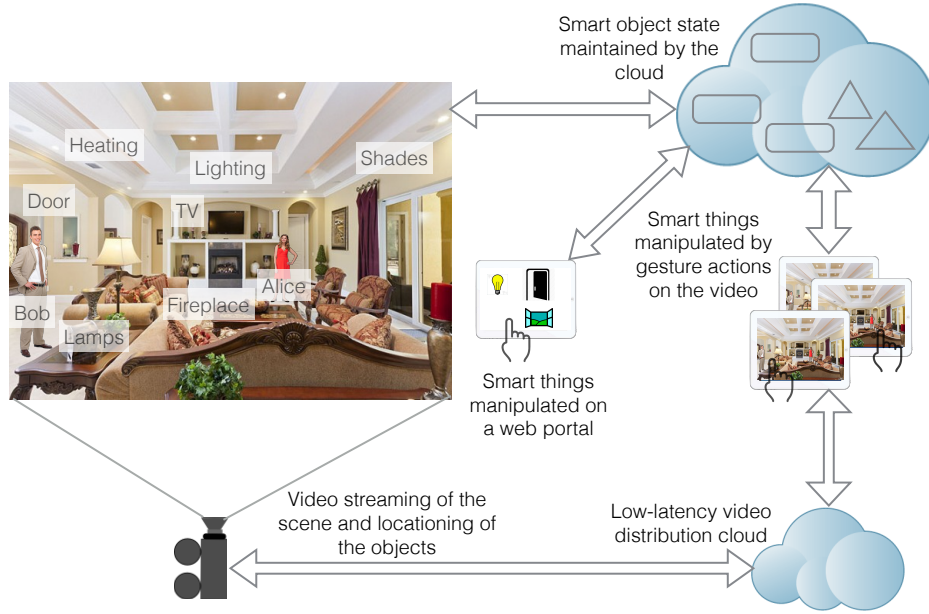 Smart object state
maintained by the
cloud
Heating
Lighting
Shades
Door
TV
Smart things
manipulated by
gesture actions
on the video
Alice
Fireplace
Bob
Lamps
Smart things
manipulated on
a web portal
Video streaming of the
scene and locationing of
the objects
Low-latency video
distribution cloud